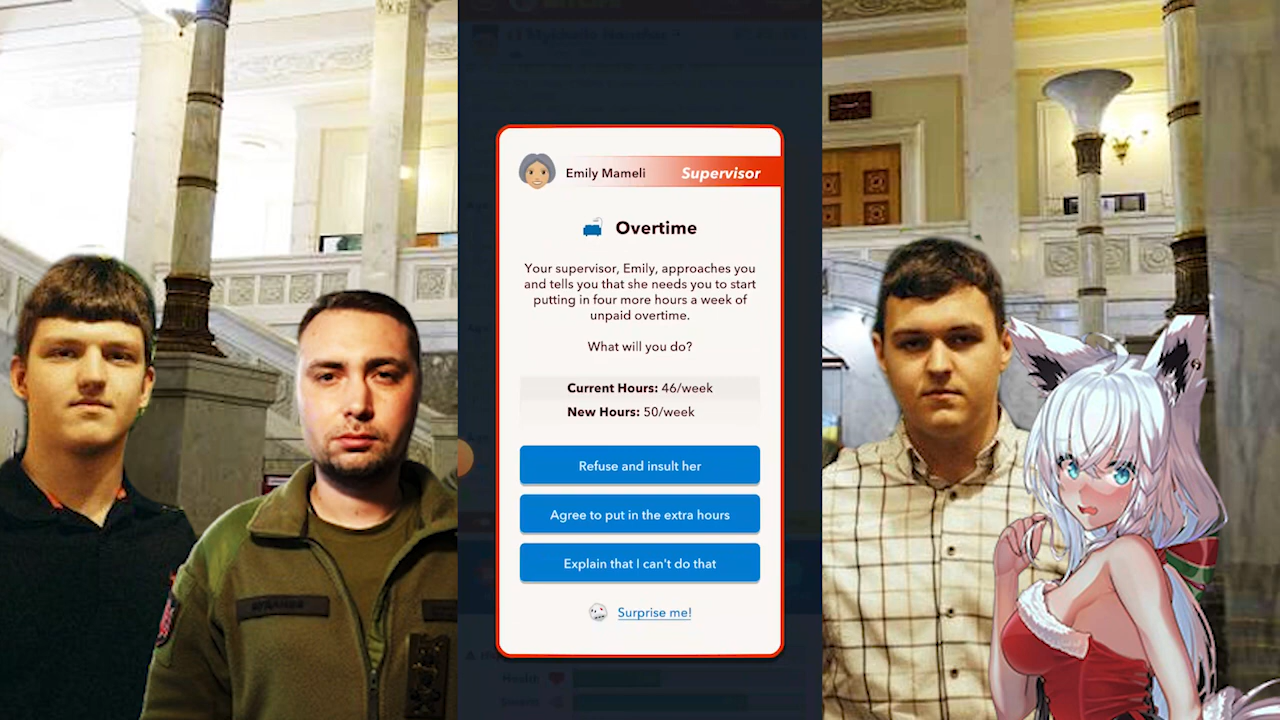 Emily Mameli
Supervisor
Overtime
Your supervisor, Emily, approaches you
and tells you that she needs you to start
putting in four more hours a week of
unpaid overtime.
What will you do?
Current Hours: 46/week
New Hours: 50/week
Refuse and insult her
Agree to put in the extra hours
Explain that I can't do that
Surprise me!